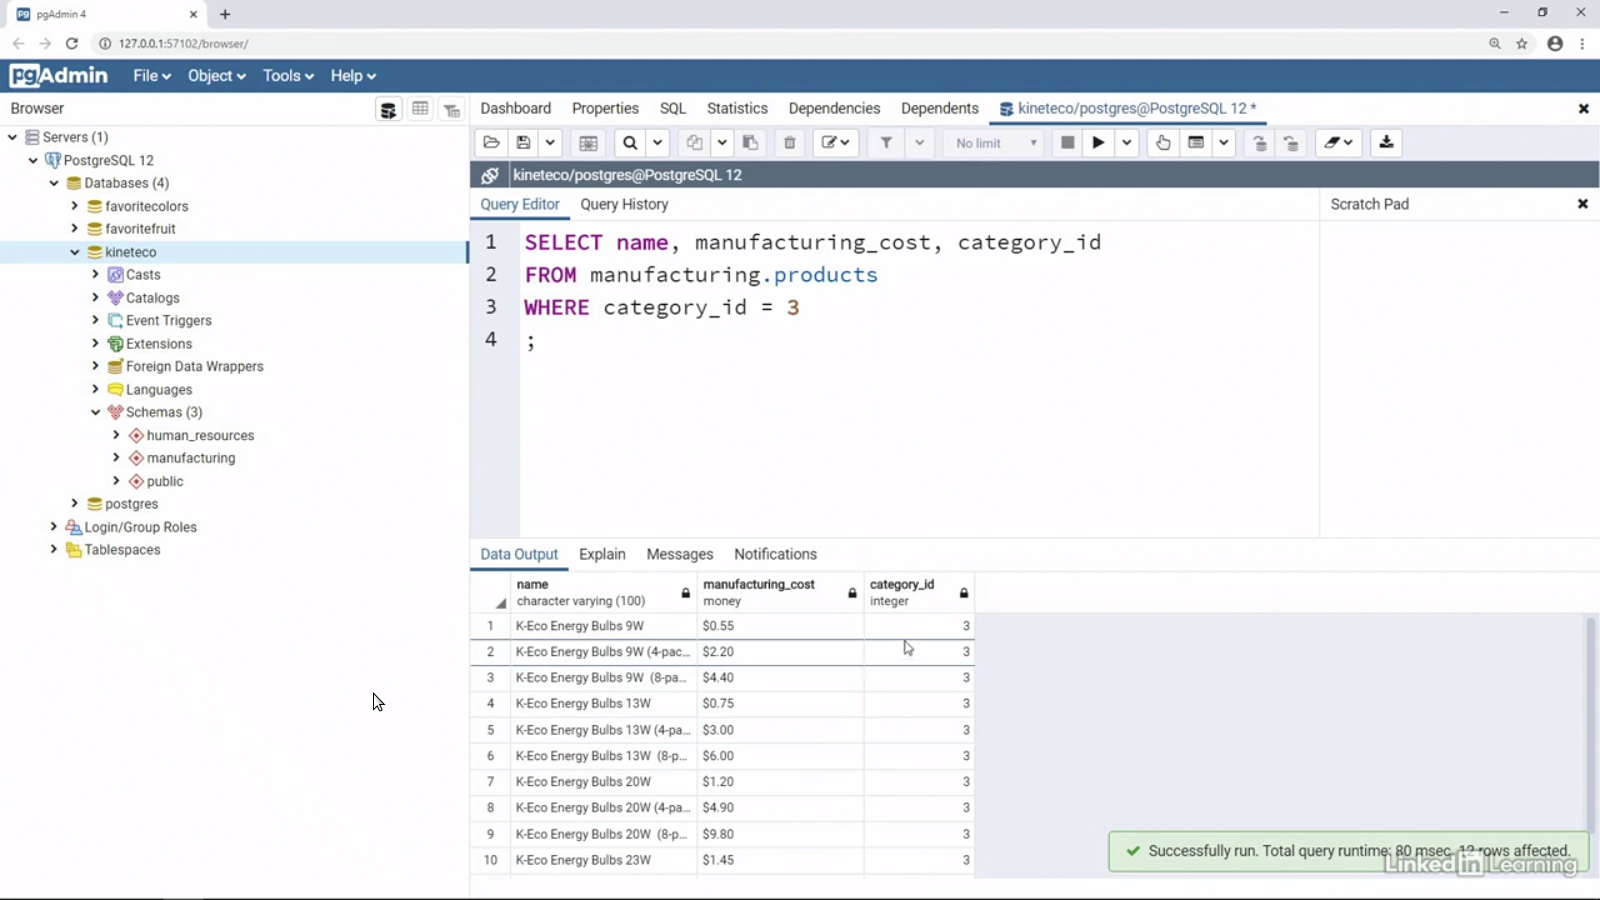 pgAdmin 4
127.0.0.1:57102/browser/
pgAdmin File Object Tools Help
Browser
Dashboard Properties SQL Statistics Dependencies Dependents kineteco/postgres@PostgreSQL 12 *
Servers (1)
PostgreSQL 12
Databases (4)
favoritecolors
favoritefruit
kineteco
Casts
Catalogs
Event Triggers
Extensions
Foreign Data Wrappers
Languages
Schemas (3)
human_resources
manufacturing
public
postgres
Login/Group Roles
Tablespaces
No limit
kineteco/postgres@PostgreSQL 12
Query Editor Query History
Scratch Pad
1 SELECT name, manufacturing_cost, category_id
2 FROM manufacturing.products
3 WHERE category_id = 3
4 ;
Data Output Explain Messages Notifications
name manufacturing_cost category_id
character varying (100) money integer
1 K-Eco Energy Bulbs 9W $0.55 3
2 K-Eco Energy Bulbs 9W (4-pac... $2.20 3
3 K-Eco Energy Bulbs 9W (8-pa... $4.40 3
4 K-Eco Energy Bulbs 13W $0.75 3
5 K-Eco Energy Bulbs 13W (4-pa... $3.00 3
6 K-Eco Energy Bulbs 13W (8-p... $6.00 3
7 K-Eco Energy Bulbs 20W $1.20 3
8 K-Eco Energy Bulbs 20W (4-pa... $4.90 3
9 K-Eco Energy Bulbs 20W (8-p... $9.80 3
10 K-Eco Energy Bulbs 23W $1.45 3
Successfully run. Total query runtime: 80 msec. 12 rows affected.
Linked in Learning